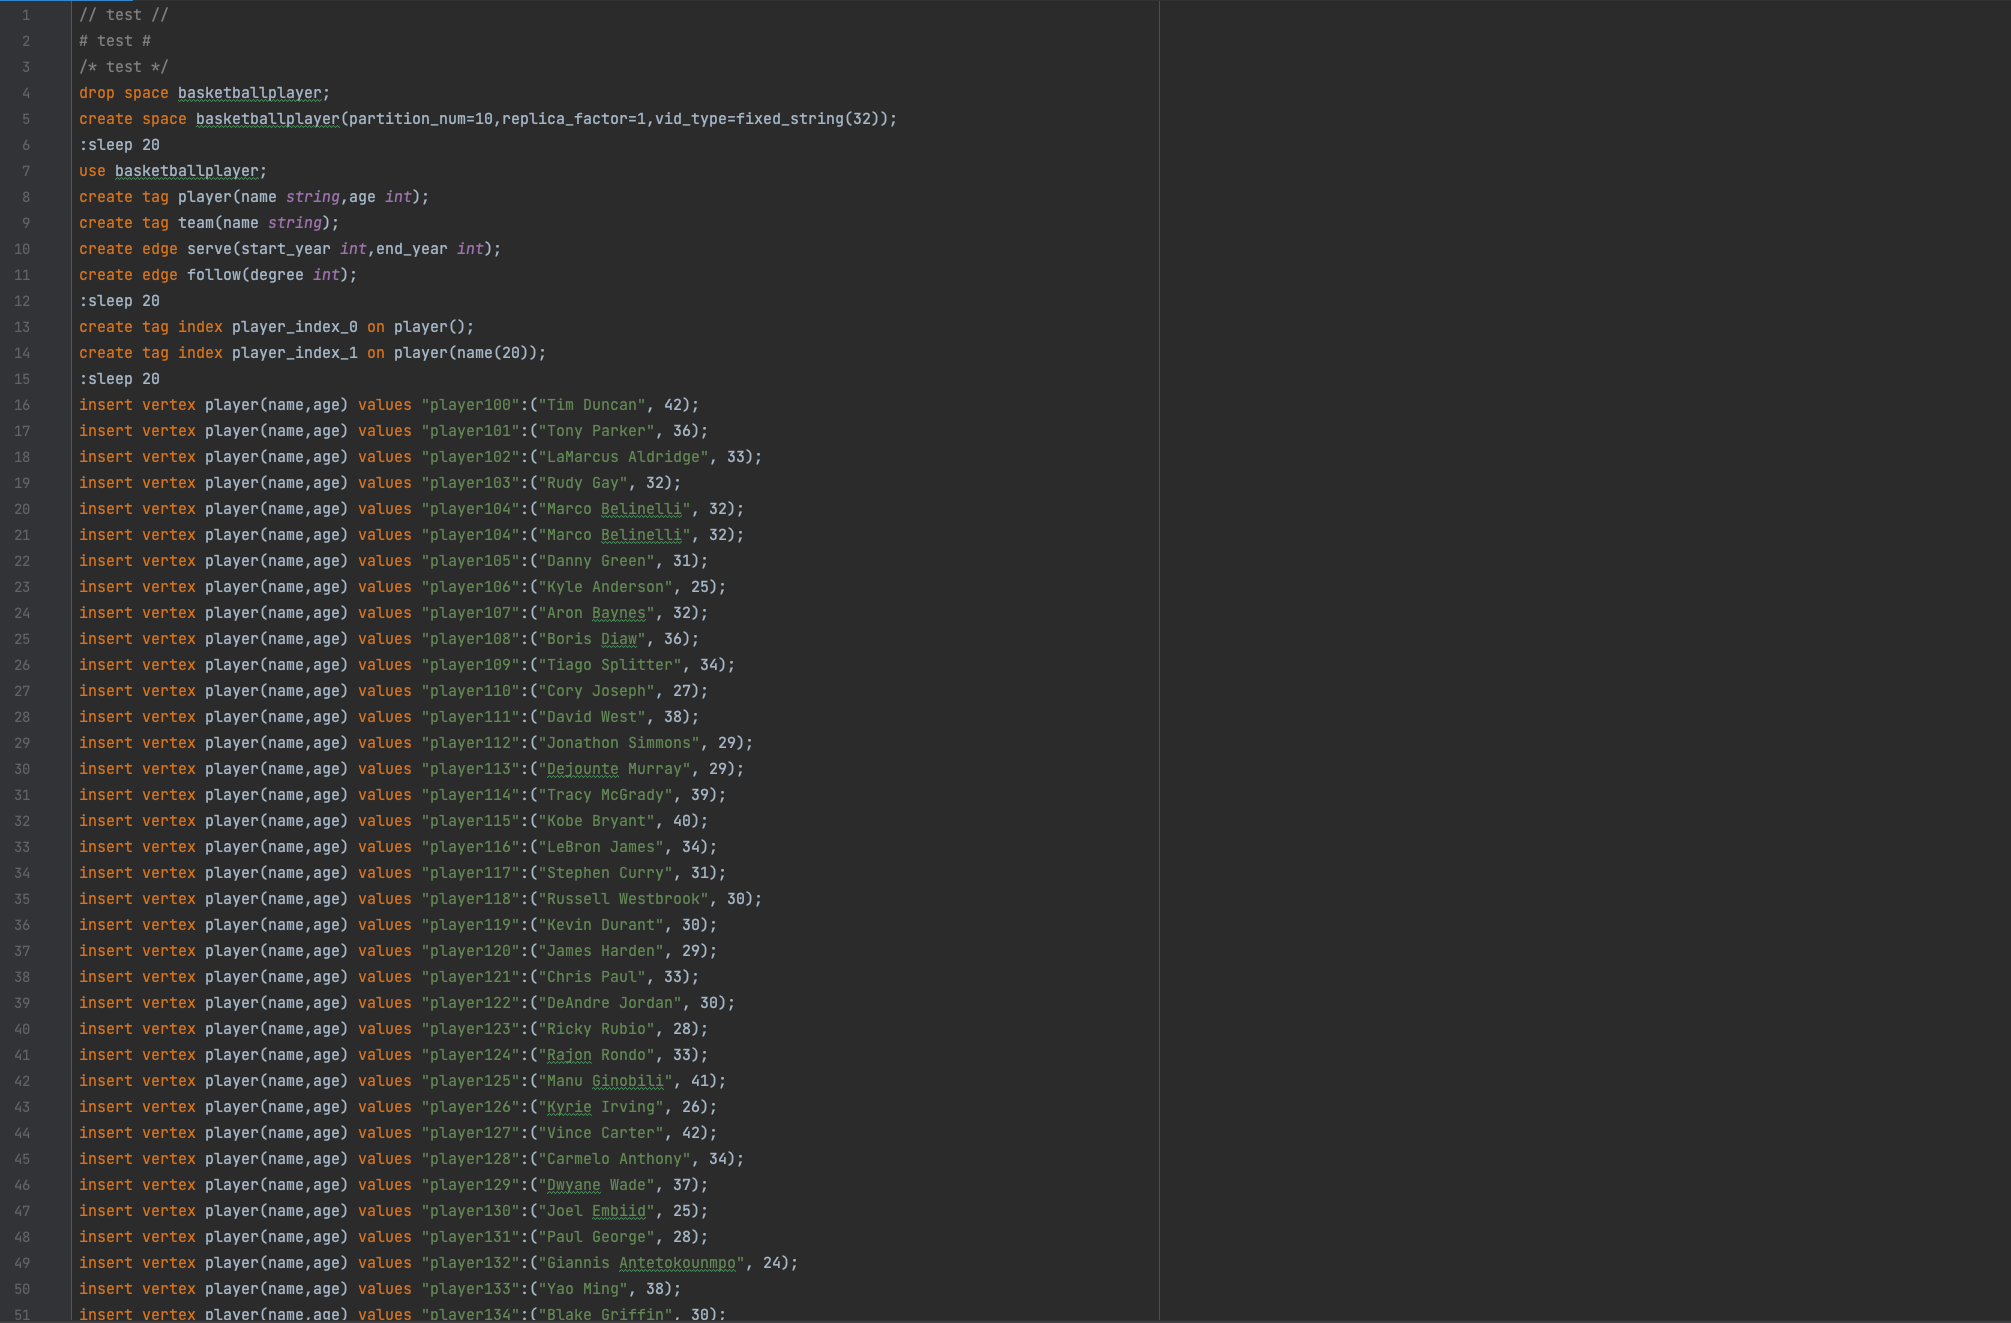 1 // test //
2 # test #
3 /* test */
4 drop space basketballplayer;
5 create space basketballplayer(partition_num=10,replica_factor=1,vid_type=fixed_string(32));
6 :sleep 20
7 use basketballplayer;
8 create tag player(name string,age int);
9 create tag team(name string);
10 create edge serve(start_year int,end_year int);
11 create edge follow(degree int);
12 :sleep 20
13 create tag index player_index_0 on player();
14 create tag index player_index_1 on player(name(20));
15 :sleep 20
16 insert vertex player(name,age) values "player100":("Tim Duncan", 42);
17 insert vertex player(name,age) values "player101":("Tony Parker", 36);
18 insert vertex player(name,age) values "player102":("LaMarcus Aldridge", 33);
19 insert vertex player(name,age) values "player103":("Rudy Gay", 32);
20 insert vertex player(name,age) values "player104":("Marco Belinelli", 32);
21 insert vertex player(name,age) values "player104":("Marco Belinelli", 32);
22 insert vertex player(name,age) values "player105":("Danny Green", 31);
23 insert vertex player(name,age) values "player106":("Kyle Anderson", 25);
24 insert vertex player(name,age) values "player107":("Aron Baynes", 32);
25 insert vertex player(name,age) values "player108":("Boris Diaw", 36);
26 insert vertex player(name,age) values "player109":("Tiago Splitter", 34);
27 insert vertex player(name,age) values "player110":("Cory Joseph", 27);
28 insert vertex player(name,age) values "player111":("David West", 38);
29 insert vertex player(name,age) values "player112":("Jonathon Simmons", 29);
30 insert vertex player(name,age) values "player113":("Dejounte Murray", 29);
31 insert vertex player(name,age) values "player114":("Tracy McGrady", 39);
32 insert vertex player(name,age) values "player115":("Kobe Bryant", 40);
33 insert vertex player(name,age) values "player116":("LeBron James", 34);
34 insert vertex player(name,age) values "player117":("Stephen Curry", 31);
35 insert vertex player(name,age) values "player118":("Russell Westbrook", 30);
36 insert vertex player(name,age) values "player119":("Kevin Durant", 30);
37 insert vertex player(name,age) values "player120":("James Harden", 29);
38 insert vertex player(name,age) values "player121":("Chris Paul", 33);
39 insert vertex player(name,age) values "player122":("DeAndre Jordan", 30);
40 insert vertex player(name,age) values "player123":("Ricky Rubio", 28);
41 insert vertex player(name,age) values "player124":("Rajon Rondo", 33);
42 insert vertex player(name,age) values "player125":("Manu Ginobili", 41);
43 insert vertex player(name,age) values "player126":("Kyrie Irving", 26);
44 insert vertex player(name,age) values "player127":("Vince Carter", 42);
45 insert vertex player(name,age) values "player128":("Carmelo Anthony", 34);
46 insert vertex player(name,age) values "player129":("Dwyane Wade", 37);
47 insert vertex player(name,age) values "player130":("Joel Embiid", 25);
48 insert vertex player(name,age) values "player131":("Paul George", 28);
49 insert vertex player(name,age) values "player132":("Giannis Antetokounmpo", 24);
50 insert vertex player(name,age) values "player133":("Yao Ming", 38);
51 insert vertex player(name,age) values "player134":("Blake Griffin", 30);